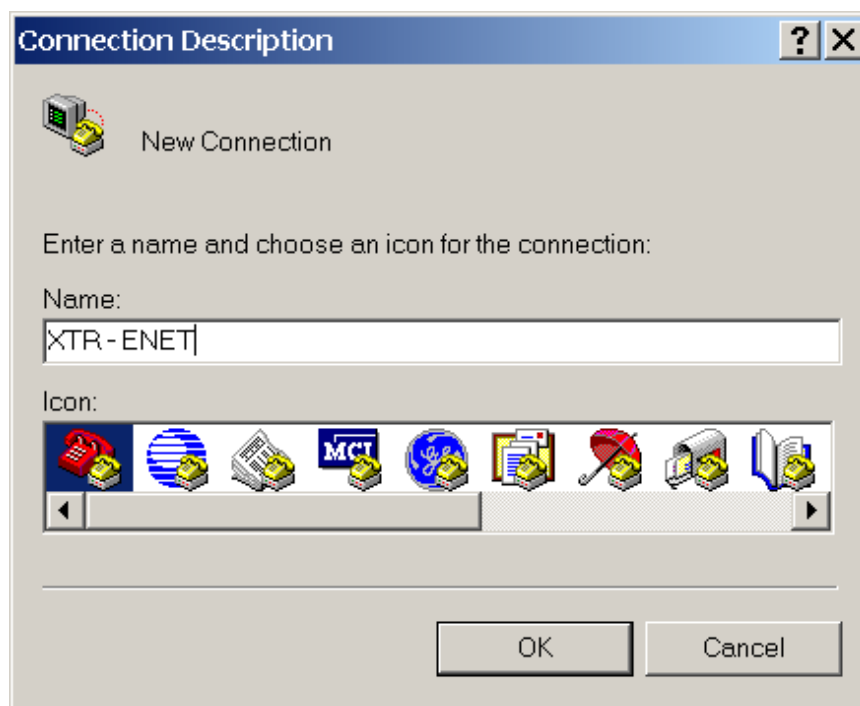 Connection Description
New Connection
Enter a name and choose an icon for the connection:
Name:
XTR - ENET
Icon:
MCI
OK Cancel